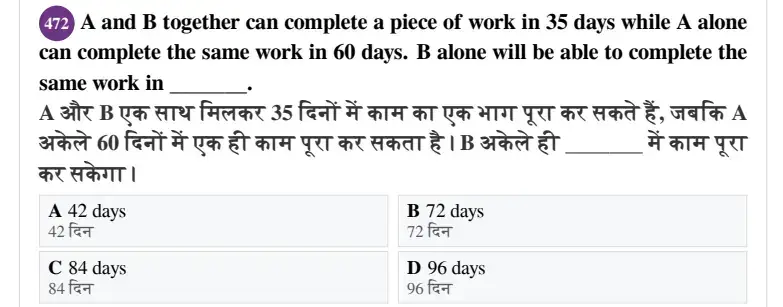 472 A and B together can complete a piece of work in 35 days while A alone
can complete the same work in 60 days. B alone will be able to complete the
same work in _______.
A और B एक साथ मिलकर 35 दिनों में काम का एक भाग पूरा कर सकते हैं, जबकि A
अकेले 60 दिनों में एक ही काम पूरा कर सकता है। B अकेले ही _______ में काम पूरा
कर सकेगा।
A 42 days
42 दिन
B 72 days
72 दिन
C 84 days
84 दिन
D 96 days
96 दिन